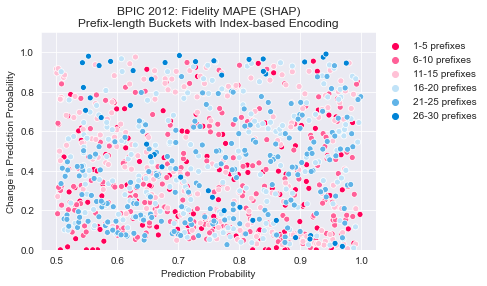 BPIC 2012: Fidelity MAPE (SHAP)
Prefix-length Buckets with Index-based Encoding
1-5 prefixes
6-10 prefixes
11-15 prefixes
16-20 prefixes
21-25 prefixes
26-30 prefixes
Change in Prediction Probability
1.0
0.8
0.6
0.4
0.2
0.0
0.5 0.6 0.7 0.8 0.9 1.0
Prediction Probability